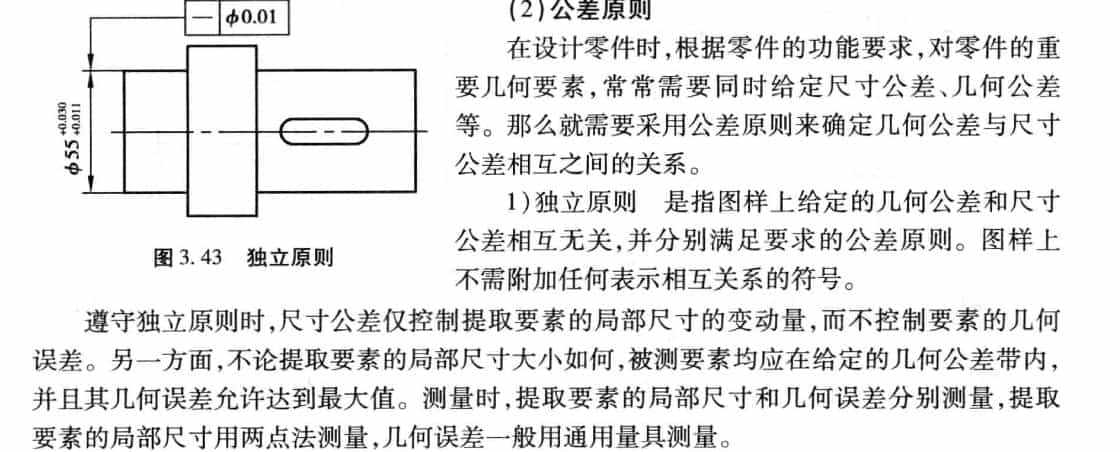 — ϕ0.01
ϕ55 +0.030 +0.011
图 3.43 独立原则
(2)公差原则
在设计零件时,根据零件的功能要求,对零件的重
要几何要素,常常需要同时给定尺寸公差、几何公差
等。那么就需要采用公差原则来确定几何公差与尺寸
公差相互之间的关系。
1)独立原则 是指图样上给定的几何公差和尺寸
公差相互无关,并分别满足要求的公差原则。图样上
不需附加任何表示相互关系的符号。
遵守独立原则时,尺寸公差仅控制提取要素的局部尺寸的变动量,而不控制要素的几何
误差。另一方面,不论提取要素的局部尺寸大小如何,被测要素均应在给定的几何公差带内,
并且其几何误差允许达到最大值。测量时,提取要素的局部尺寸和几何误差分别测量,提取
要素的局部尺寸用两点法测量,几何误差一般用通用量具测量。